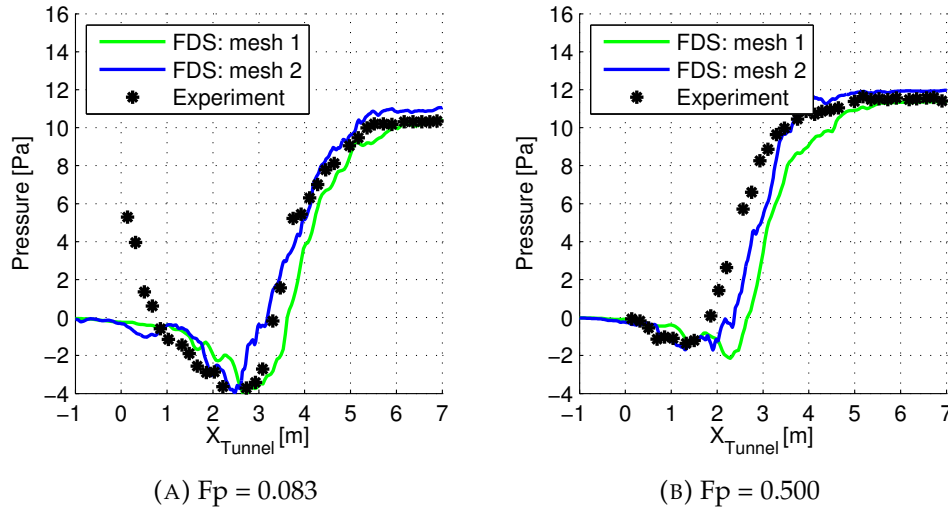 16
14
12
10
8
6
4
2
0
−2
−4
Pressure [Pa]
FDS: mesh 1
FDS: mesh 2
Experiment
−1 0 1 2 3 4 5 6 7
X_Tunnel [m]
(A) Fp = 0.083
16
14
12
10
8
6
4
2
0
−2
−4
Pressure [Pa]
FDS: mesh 1
FDS: mesh 2
Experiment
−1 0 1 2 3 4 5 6 7
X_Tunnel [m]
(B) Fp = 0.500